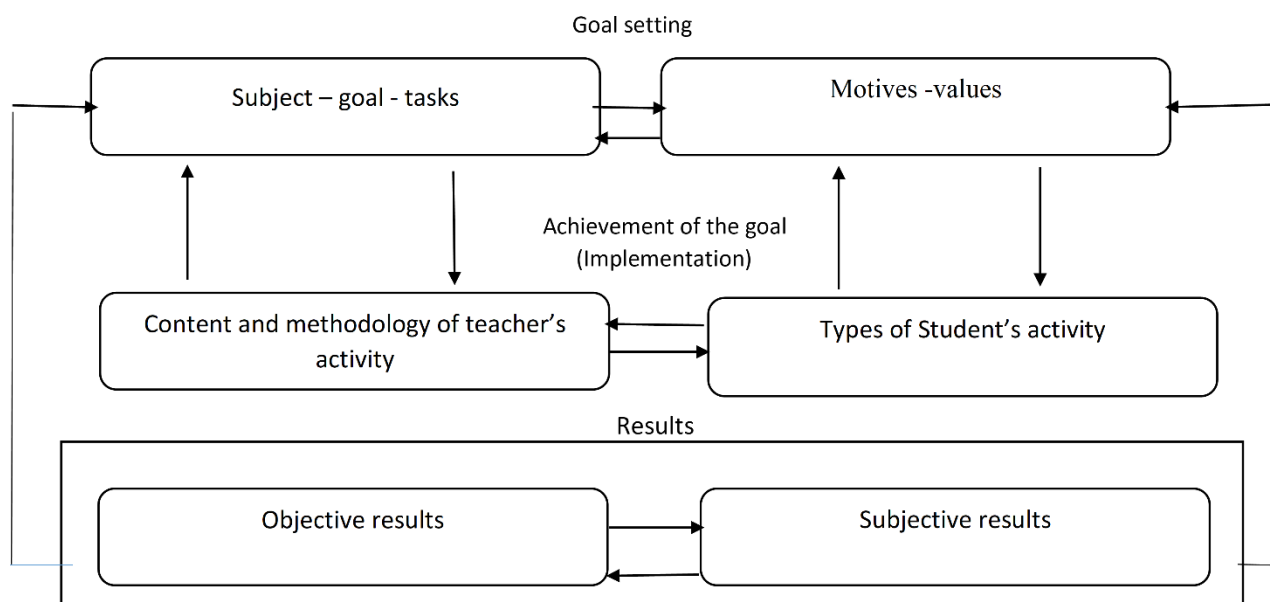 Goal setting
Subject – goal - tasks
Motives -values
Achievement of the goal
(Implementation)
Content and methodology of teacher's
activity
Types of Student's activity
Results
Objective results
Subjective results